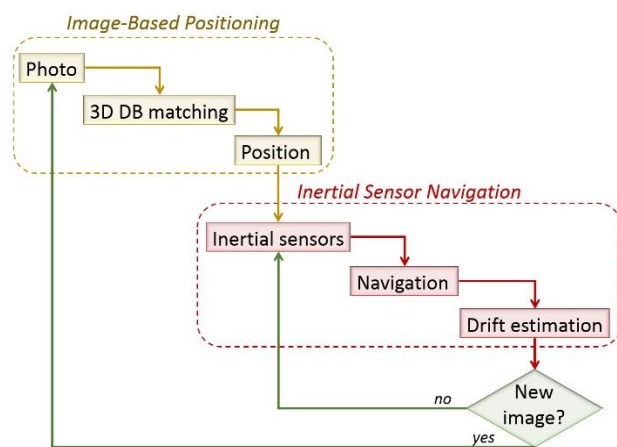 Image-Based Positioning
Photo
3D DB matching
Position
Inertial Sensor Navigation
Inertial sensors
Navigation
Drift estimation
New
image?
no
yes